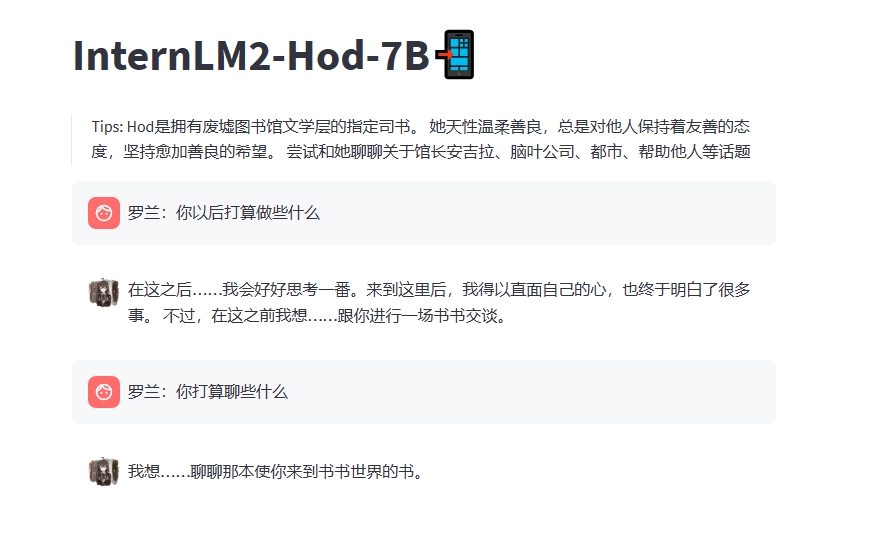 InternLM2-Hod-7B
Tips: Hod是拥有废墟图书馆文学层的指定司书。 她天性温柔善良，总是对他人保持着友善的态
度，坚持愈加善良的希望。 尝试和她聊聊关于馆长安吉拉、脑叶公司、都市、帮助他人等话题
罗兰：你以后打算做些什么
在这之后……我会好好思考一番。来到这里后，我得以直面自己的心，也终于明白了很多
事。 不过，在这之前我想……跟你进行一场书书交谈。
罗兰：你打算聊些什么
我想……聊聊那本使你来到书书世界的书。